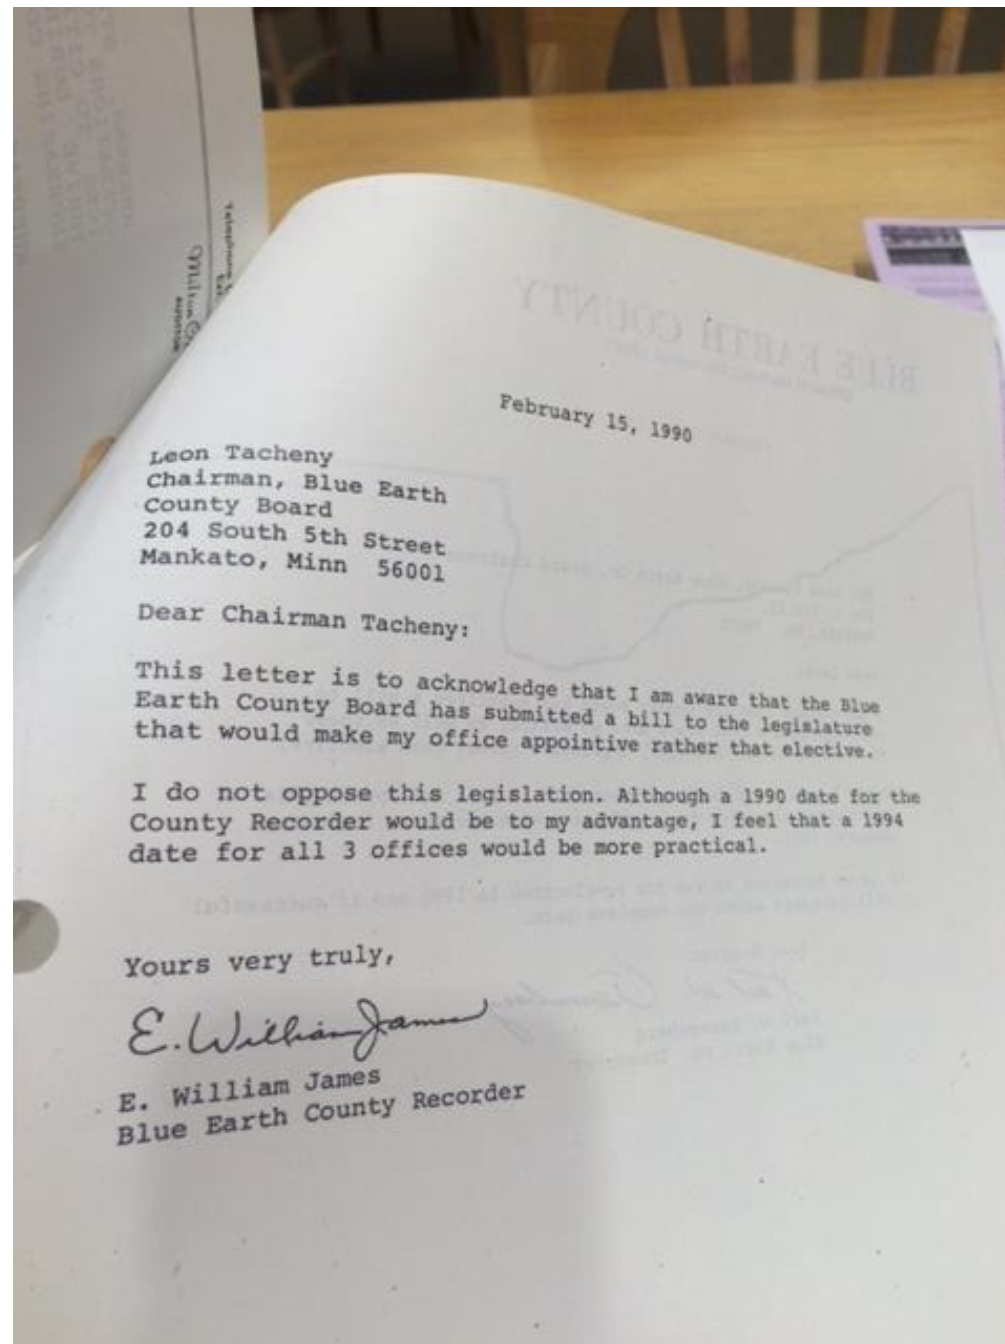 February 15, 1990
Leon Tacheny
Chairman, Blue Earth
County Board
204 South 5th Street
Mankato, Minn 56001
Dear Chairman Tacheny:
This letter is to acknowledge that I am aware that the Blue
Earth County Board has submitted a bill to the legislature
that would make my office appointive rather that elective.
I do not oppose this legislation. Although a 1990 date for the
County Recorder would be to my advantage, I feel that a 1994
date for all 3 offices would be more practical.
Yours very truly,
E. William James
E. William James
Blue Earth County Recorder
BLUE EARTH COUNTY
Telephone